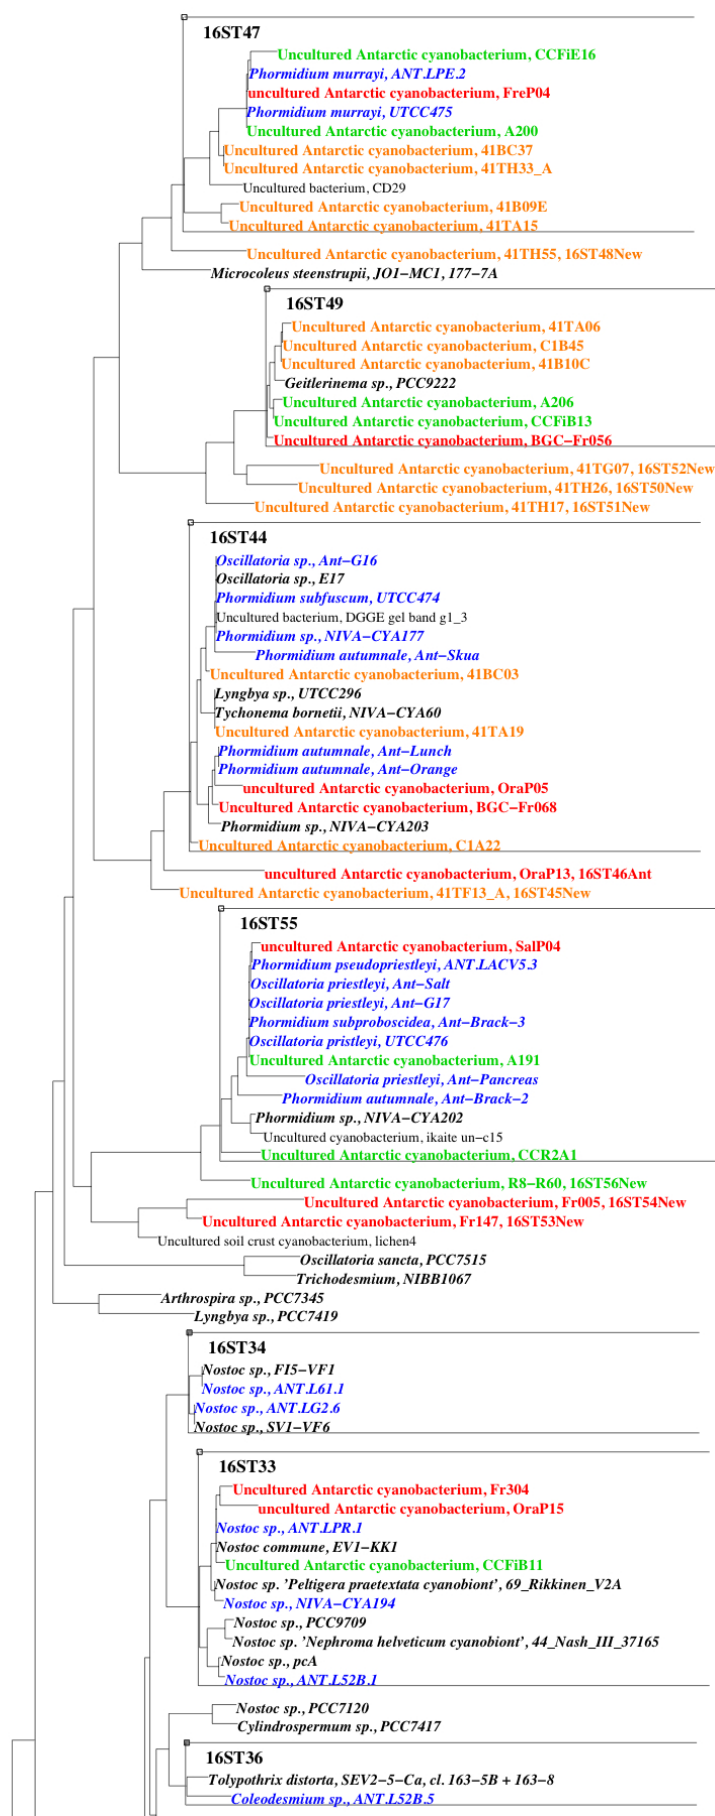 16ST47
Uncultured Antarctic cyanobacterium, CCFiE16
Phormidium murrayi, ANT.LPE.2
uncultured Antarctic cyanobacterium, FreP04
Phormidium murrayi, UTCC475
Uncultured Antarctic cyanobacterium, A200
Uncultured Antarctic cyanobacterium, 41BC37
Uncultured Antarctic cyanobacterium, 41TH33_A
Uncultured bacterium, CD29
Uncultured Antarctic cyanobacterium, 41B09E
Uncultured Antarctic cyanobacterium, 41TA15
Uncultured Antarctic cyanobacterium, 41TH55, 16ST48New
Microcoleus steenstrupii, JO1−MC1, 177−7A
16ST49
Uncultured Antarctic cyanobacterium, 41TA06
Uncultured Antarctic cyanobacterium, C1B45
Uncultured Antarctic cyanobacterium, 41B10C
Geitlerinema sp., PCC9222
Uncultured Antarctic cyanobacterium, A206
Uncultured Antarctic cyanobacterium, CCFiB13
Uncultured Antarctic cyanobacterium, BGC−Fr056
Uncultured Antarctic cyanobacterium, 41TG07, 16ST52New
Uncultured Antarctic cyanobacterium, 41TH26, 16ST50New
Uncultured Antarctic cyanobacterium, 41TH17, 16ST51New
16ST44
Oscillatoria sp., Ant−G16
Oscillatoria sp., E17
Phormidium subfuscum, UTCC474
Uncultured bacterium, DGGE gel band g1_3
Phormidium sp., NIVA−CYA177
Phormidium autumnale, Ant−Skua
Uncultured Antarctic cyanobacterium, 41BC03
Lyngbya sp., UTCC296
Tychonema bornetii, NIVA−CYA60
Uncultured Antarctic cyanobacterium, 41TA19
Phormidium autumnale, Ant−Lunch
Phormidium autumnale, Ant−Orange
uncultured Antarctic cyanobacterium, OraP05
Uncultured Antarctic cyanobacterium, BGC−Fr068
Phormidium sp., NIVA−CYA203
Uncultured Antarctic cyanobacterium, C1A22
uncultured Antarctic cyanobacterium, OraP13, 16ST46Ant
Uncultured Antarctic cyanobacterium, 41TF13_A, 16ST45New
16ST55
uncultured Antarctic cyanobacterium, SalP04
Phormidium pseudopriestleyi, ANT.LACV5.3
Oscillatoria priestleyi, Ant−Salt
Oscillatoria priestleyi, Ant−G17
Phormidium subproboscidea, Ant−Brack−3
Oscillatoria pristleyi, UTCC476
Uncultured Antarctic cyanobacterium, A191
Oscillatoria priestleyi, Ant−Pancreas
Phormidium autumnale, Ant−Brack−2
Phormidium sp., NIVA−CYA202
Uncultured cyanobacterium, ikaite un−c15
Uncultured Antarctic cyanobacterium, CCR2A1
Uncultured Antarctic cyanobacterium, R8−R60, 16ST56New
Uncultured Antarctic cyanobacterium, Fr005, 16ST54New
Uncultured Antarctic cyanobacterium, Fr147, 16ST53New
Uncultured soil crust cyanobacterium, lichen4
Oscillatoria sancta, PCC7515
Trichodesmium, NIBB1067
Arthrospira sp., PCC7345
Lyngbya sp., PCC7419
16ST34
Nostoc sp., FI5−VF1
Nostoc sp., ANT.L61.1
Nostoc sp., ANT.LG2.6
Nostoc sp., SV1−VF6
16ST33
Uncultured Antarctic cyanobacterium, Fr304
uncultured Antarctic cyanobacterium, OraP15
Nostoc sp., ANT.LPR.1
Nostoc commune, EV1−KK1
Uncultured Antarctic cyanobacterium, CCFiB11
Nostoc sp. 'Peltigera praetextata cyanobiont', 69_Rikkinen_V2A
Nostoc sp., NIVA−CYA194
Nostoc sp., PCC9709
Nostoc sp. 'Nephroma helveticum cyanobiont', 44_Nash_III_37165
Nostoc sp., pcA
Nostoc sp., ANT.L52B.1
Nostoc sp., PCC7120
Cylindrospermum sp., PCC7417
16ST36
Tolypothrix distorta, SEV2−5−Ca, cl. 163−5B + 163−8
Coleodesmium sp., ANT.L52B.5